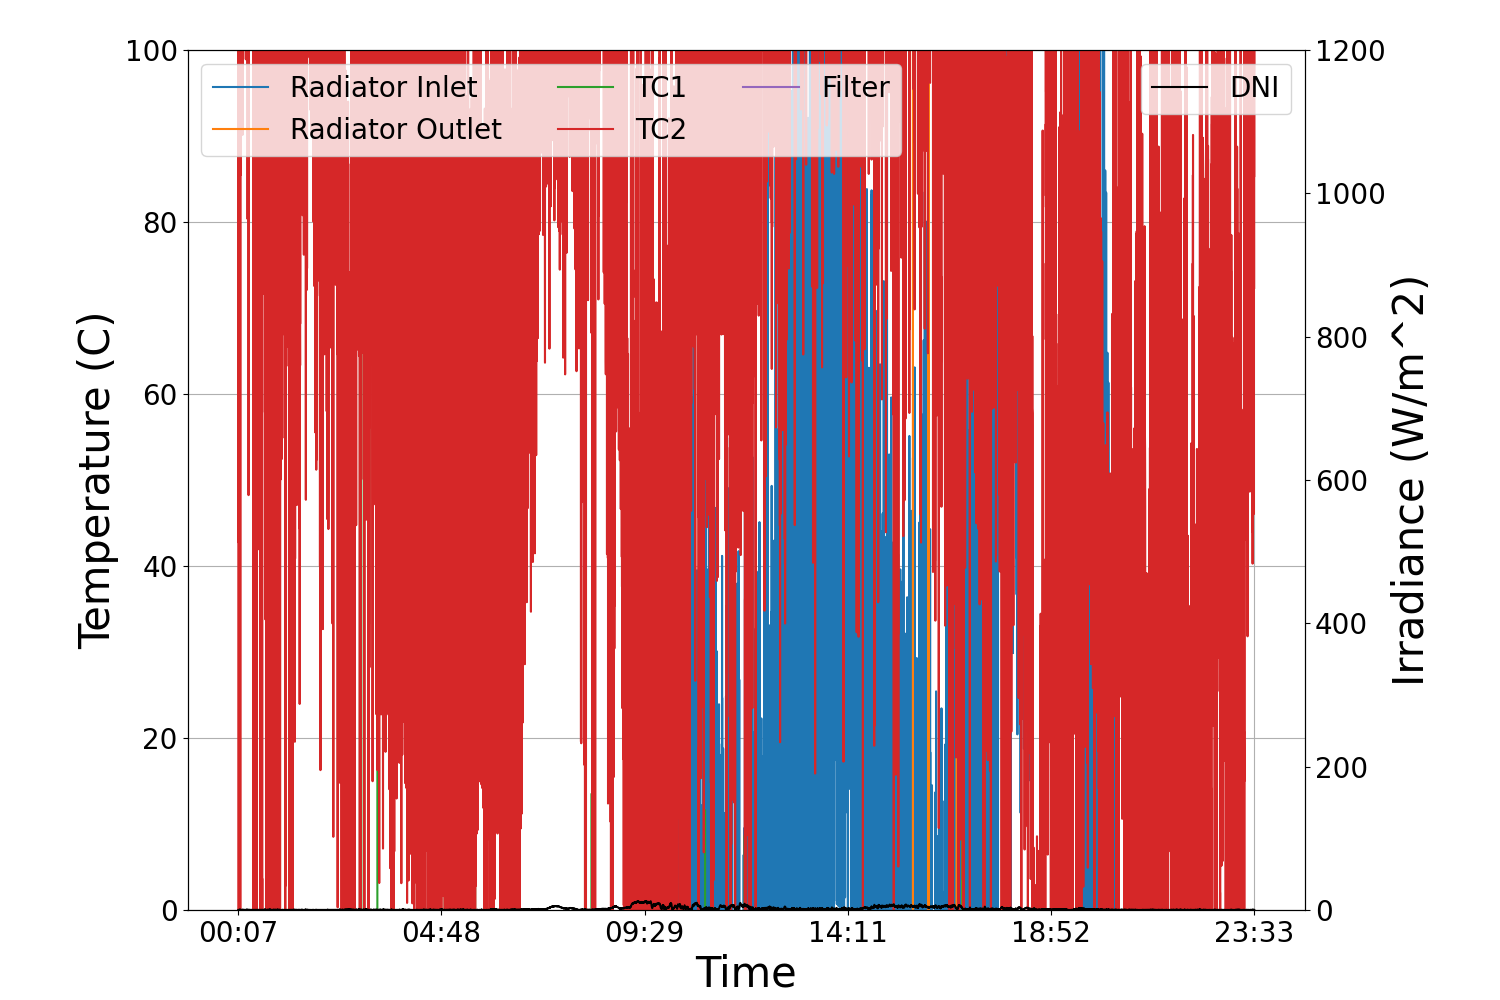 100
80
60
40
20
0
Temperature (C)
Radiator Inlet
Radiator Outlet
TC1
TC2
Filter
DNI
1200
1000
800
600
400
200
0
Irradiance (W/m^2)
00:07 04:48 09:29 14:11 18:52 23:33
Time